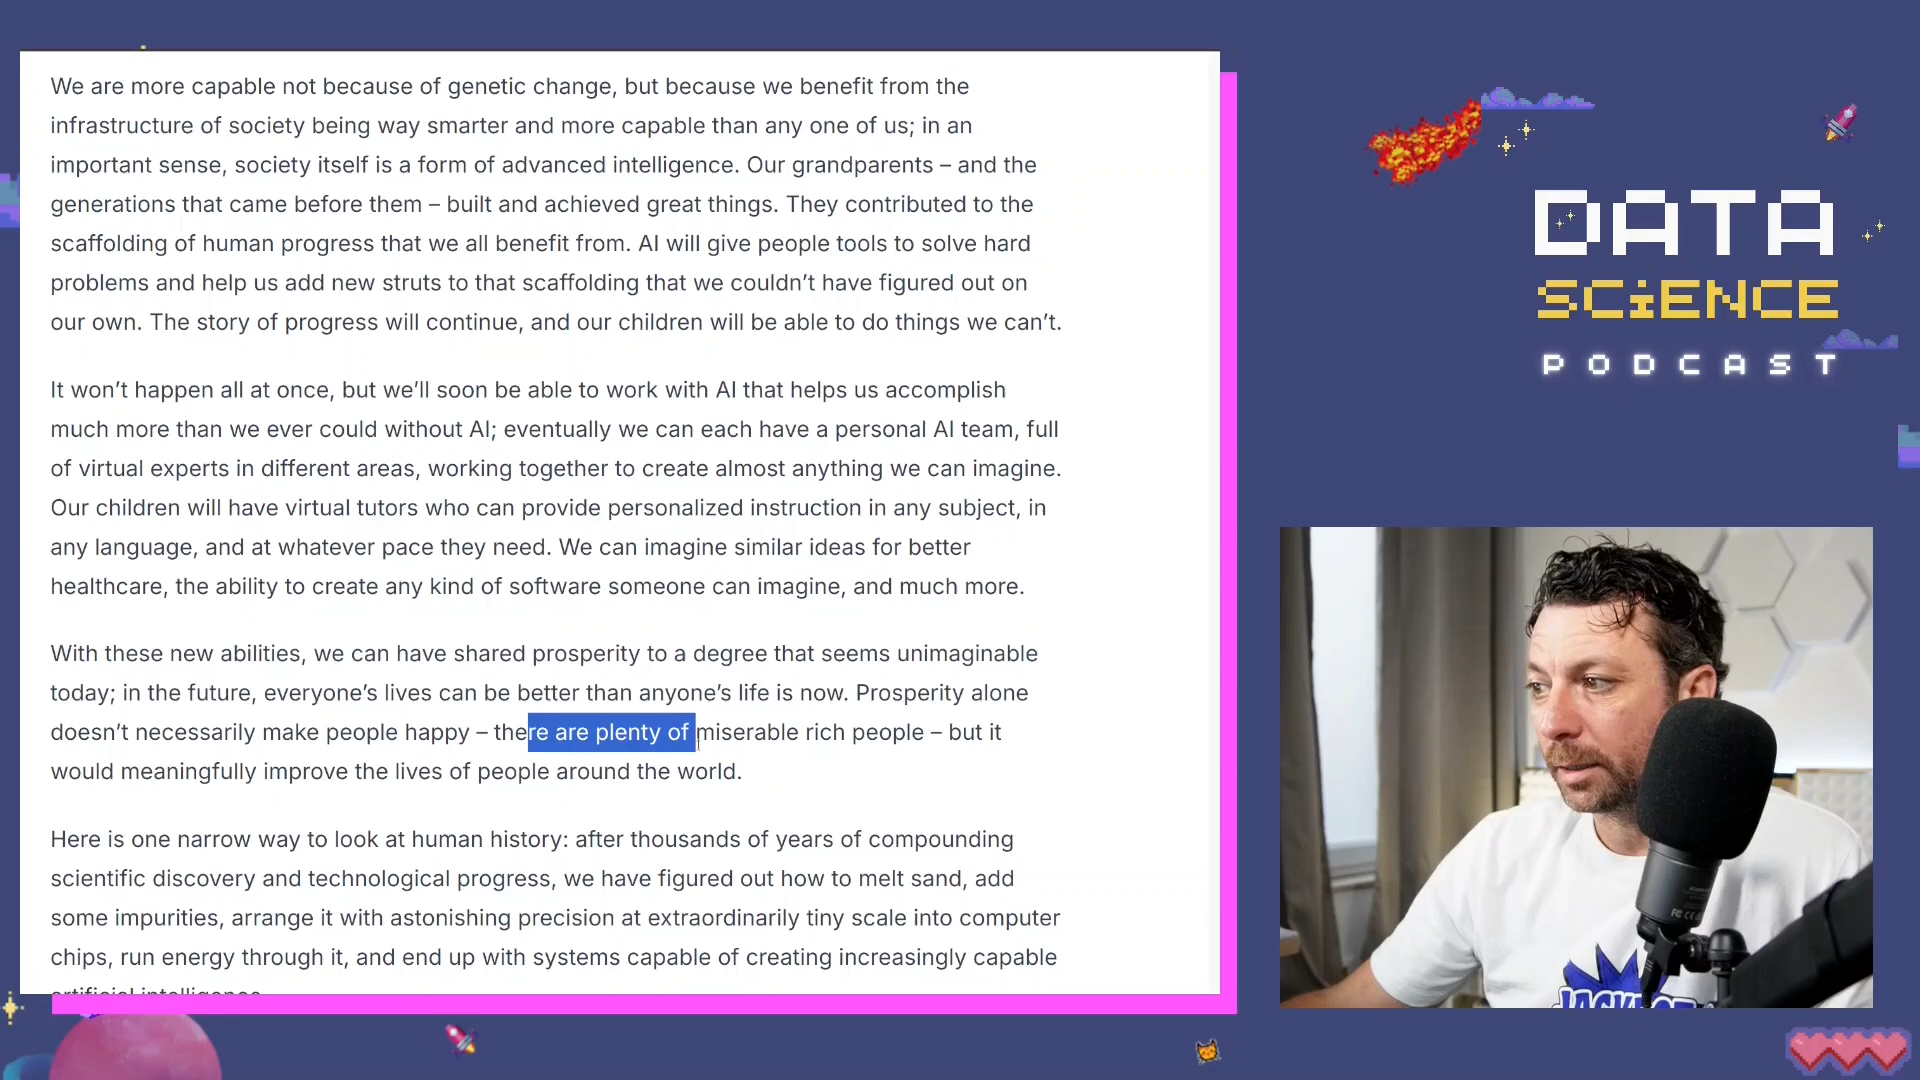 We are more capable not because of genetic change, but because we benefit from the
infrastructure of society being way smarter and more capable than any one of us; in an
important sense, society itself is a form of advanced intelligence. Our grandparents – and the
generations that came before them – built and achieved great things. They contributed to the
scaffolding of human progress that we all benefit from. AI will give people tools to solve hard
problems and help us add new struts to that scaffolding that we couldn’t have figured out on
our own. The story of progress will continue, and our children will be able to do things we can’t.
It won’t happen all at once, but we’ll soon be able to work with AI that helps us accomplish
much more than we ever could without AI; eventually we can each have a personal AI team, full
of virtual experts in different areas, working together to create almost anything we can imagine.
Our children will have virtual tutors who can provide personalized instruction in any subject, in
any language, and at whatever pace they need. We can imagine similar ideas for better
healthcare, the ability to create any kind of software someone can imagine, and much more.
With these new abilities, we can have shared prosperity to a degree that seems unimaginable
today; in the future, everyone’s lives can be better than anyone’s life is now. Prosperity alone
doesn’t necessarily make people happy – there are plenty of miserable rich people – but it
would meaningfully improve the lives of people around the world.
Here is one narrow way to look at human history: after thousands of years of compounding
scientific discovery and technological progress, we have figured out how to melt sand, add
some impurities, arrange it with astonishing precision at extraordinarily tiny scale into computer
chips, run energy through it, and end up with systems capable of creating increasingly capable
artificial intelligence.
DATA
SCiENCE
PODCAST